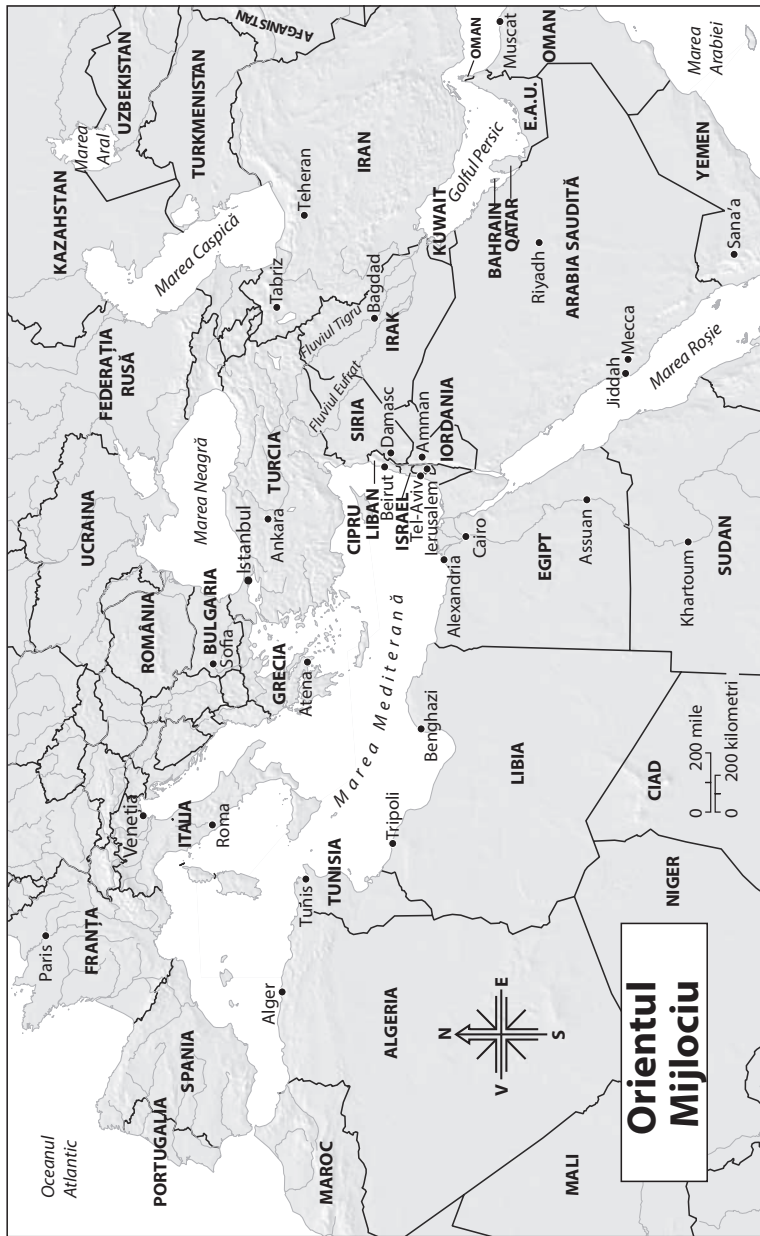 Orientul
Mijlociu
Oceanul
Atlantic
Paris
FRANȚA
PORTUGALIA
SPANIA
MAROC
ALGERIA
Alger
MALI
NIGER
CIAD
Veneția
ITALIA
Roma
Tunis
TUNISIA
Tripoli
LIBIA
Benghazi
Marea Mediterană
UCRAINA
ROMÂNIA
BULGARIA
Sofia
GRECIA
Atena
Marea Neagră
Istanbul
Ankara
TURCIA
CIPRU
LIBAN
Beirut
ISRAEL
Tel-Aviv
Ierusalem
Alexandria
Cairo
EGIPT
Assuan
Khartoum
SUDAN
FEDERAȚIA
RUSĂ
KAZAHSTAN
UZBEKISTAN
TURKMENISTAN
AFGANISTAN
Marea
Aral
Marea Caspică
Tabriz
Teheran
IRAN
Fluviul Tigru
Fluviul Eufrat
Bagdad
IRAK
SIRIA
Damasc
Amman
IORDANIA
KUWAIT
Golful Persic
BAHRAIN
QATAR
E.A.U.
OMAN
Muscat
OMAN
Riyadh
ARABIA SAUDITĂ
Jiddah
Mecca
Marea Roșie
YEMEN
Sana'a
Marea
Arabiei
N
V
E
S
0
200 mile
0
200 kilometri